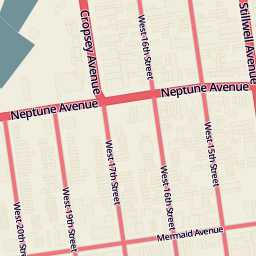 Cropsey Avenue
West 16th Street
Stillwell Avenue
Neptune Avenue
Neptune Avenue
West 17th Street
West 15th Street
West 16th Street
West 19th Street
West 20th Street
Mermaid Avenue